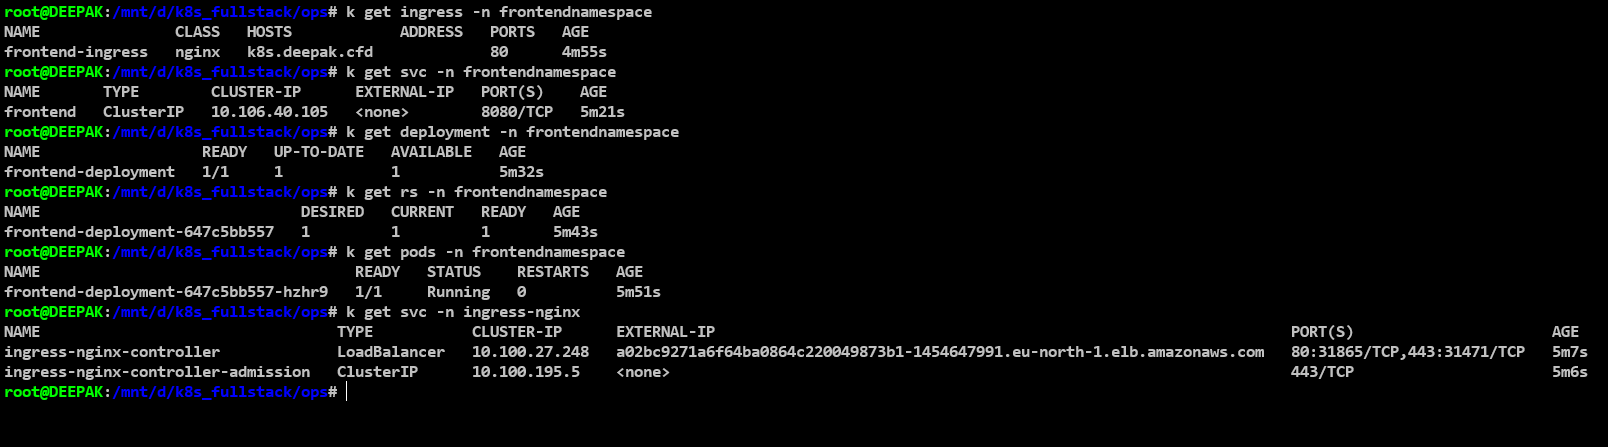 root@DEEPAK:/mnt/d/k8s_fullstack/ops# k get ingress -n frontendnamespace
NAME               CLASS   HOSTS            ADDRESS   PORTS   AGE
frontend-ingress   nginx   k8s.deepak.cfd             80      4m55s
root@DEEPAK:/mnt/d/k8s_fullstack/ops# k get svc -n frontendnamespace
NAME       TYPE        CLUSTER-IP      EXTERNAL-IP   PORT(S)    AGE
frontend   ClusterIP   10.106.40.105   <none>        8080/TCP   5m21s
root@DEEPAK:/mnt/d/k8s_fullstack/ops# k get deployment -n frontendnamespace
NAME                  READY   UP-TO-DATE   AVAILABLE   AGE
frontend-deployment   1/1     1            1           5m32s
root@DEEPAK:/mnt/d/k8s_fullstack/ops# k get rs -n frontendnamespace
NAME                             DESIRED   CURRENT   READY   AGE
frontend-deployment-647c5bb557   1         1         1       5m43s
root@DEEPAK:/mnt/d/k8s_fullstack/ops# k get pods -n frontendnamespace
NAME                                   READY   STATUS    RESTARTS   AGE
frontend-deployment-647c5bb557-hzhr9   1/1     Running   0          5m51s
root@DEEPAK:/mnt/d/k8s_fullstack/ops# k get svc -n ingress-nginx
NAME                                 TYPE           CLUSTER-IP      EXTERNAL-IP                                                                PORT(S)                      AGE
ingress-nginx-controller             LoadBalancer   10.100.27.248   a02bc9271a6f64ba0864c220049873b1-1454647991.eu-north-1.elb.amazonaws.com   80:31865/TCP,443:31471/TCP   5m7s
ingress-nginx-controller-admission   ClusterIP      10.100.195.5    <none>                                                                     443/TCP                      5m6s
root@DEEPAK:/mnt/d/k8s_fullstack/ops#